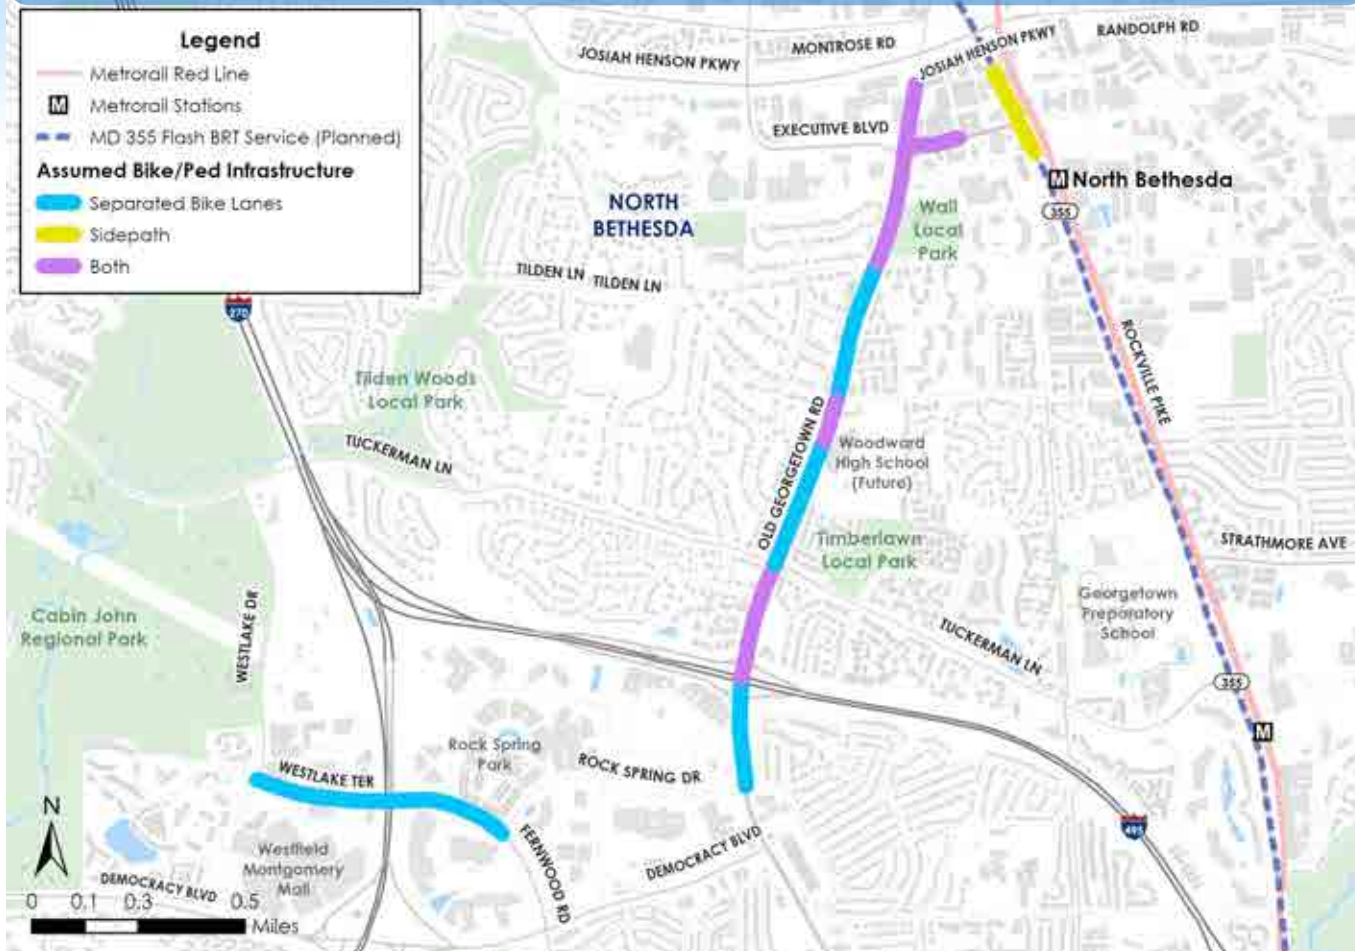 Legend
Metrorail Red Line
M
Metrorail Stations
MD 355 Flash BRT Service (Planned)
Assumed Bike/Ped Infrastructure
Separated Bike Lanes
Sidepath
Both
JOSIAH HENSON PKWY
MONTROSE RD
JOSIAH HENSON PKWY
RANDOLPH RD
EXECUTIVE BLVD
M North Bethesda
355
NORTH
BETHESDA
Wall
Local
Park
TILDEN LN
TILDEN LN
270
ROCKVILLE PIKE
Tilden Woods
Local Park
TUCKERMAN LN
OLD GEORGETOWN RD
Woodward
High School
(Future)
Timberlawn
Local Park
STRATHMORE AVE
Cabin John
Regional Park
WESTLAKE DR
Georgetown
Preparatory
School
TUCKERMAN LN
355
M
Rock Spring
Park
ROCK SPRING DR
WESTLAKE TER
N
FERNWOOD RD
495
Westfield
Montgomery
Mall
DEMOCRACY BLVD
DEMOCRACY BLVD
0 0.1 0.3 0.5
Miles